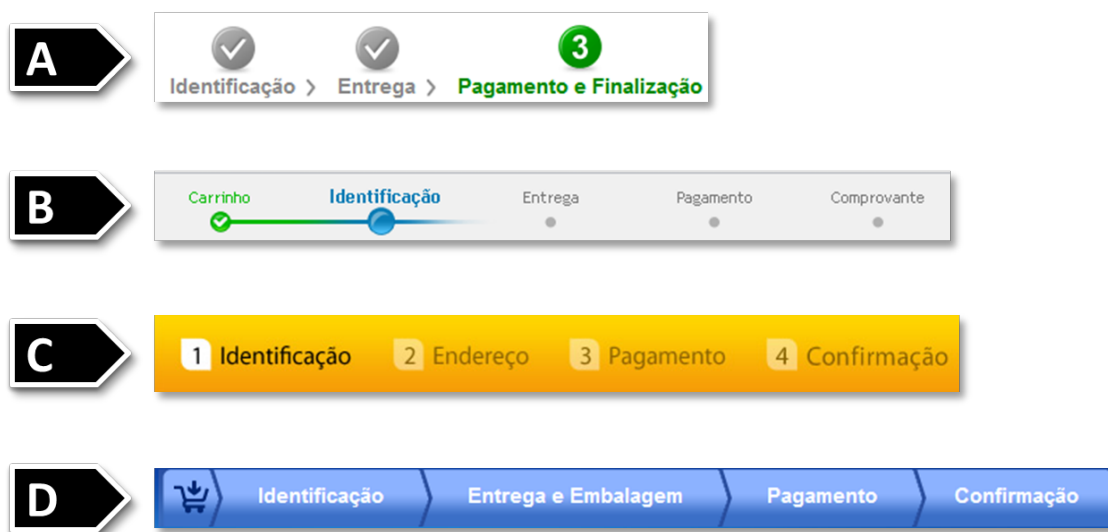 A
3
Identificação > Entrega > Pagamento e Finalização
B
Carrinho Identificação Entrega Pagamento Comprovante
C
1 Identificação 2 Endereço 3 Pagamento 4 Confirmação
D
Identificação Entrega e Embalagem Pagamento Confirmação